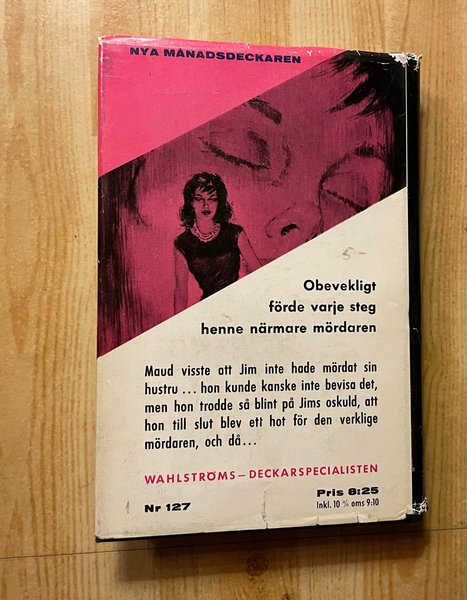 NYA MÅNADSDECKAREN
5-
Obevekligt
förde varje steg
henne närmare mördaren
Maud visste att Jim inte hade mördat sin
hustru ... hon kunde kanske inte bevisa det,
men hon trodde så blint på Jims oskuld, att
hon till slut blev ett hot för den verklige
mördaren, och då ...
WAHLSTRÖMS – DECKARSPECIALISTEN
Nr 127
Pris 8:25
Inkl. 10 % oms 9:10